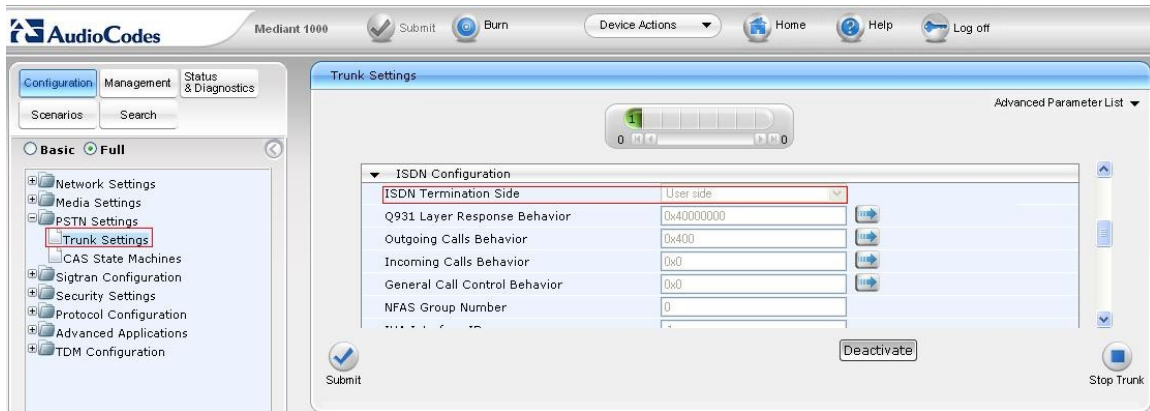 AudioCodes
Mediant 1000
Submit
Burn
Device Actions
Home
Help
Log off
Configuration
Management
Status
& Diagnostics
Scenarios
Search
Basic
Full
Network Settings
Media Settings
PSTN Settings
Trunk Settings
CAS State Machines
Sigtran Configuration
Security Settings
Protocol Configuration
Advanced Applications
TDM Configuration
Trunk Settings
Advanced Parameter List
1
0
0
ISDN Configuration
ISDN Termination Side User side
Q931 Layer Response Behavior 0x40000000
Outgoing Calls Behavior 0x400
Incoming Calls Behavior 0x0
General Call Control Behavior 0x0
NFAS Group Number 0
Deactivate
Submit
Stop Trunk